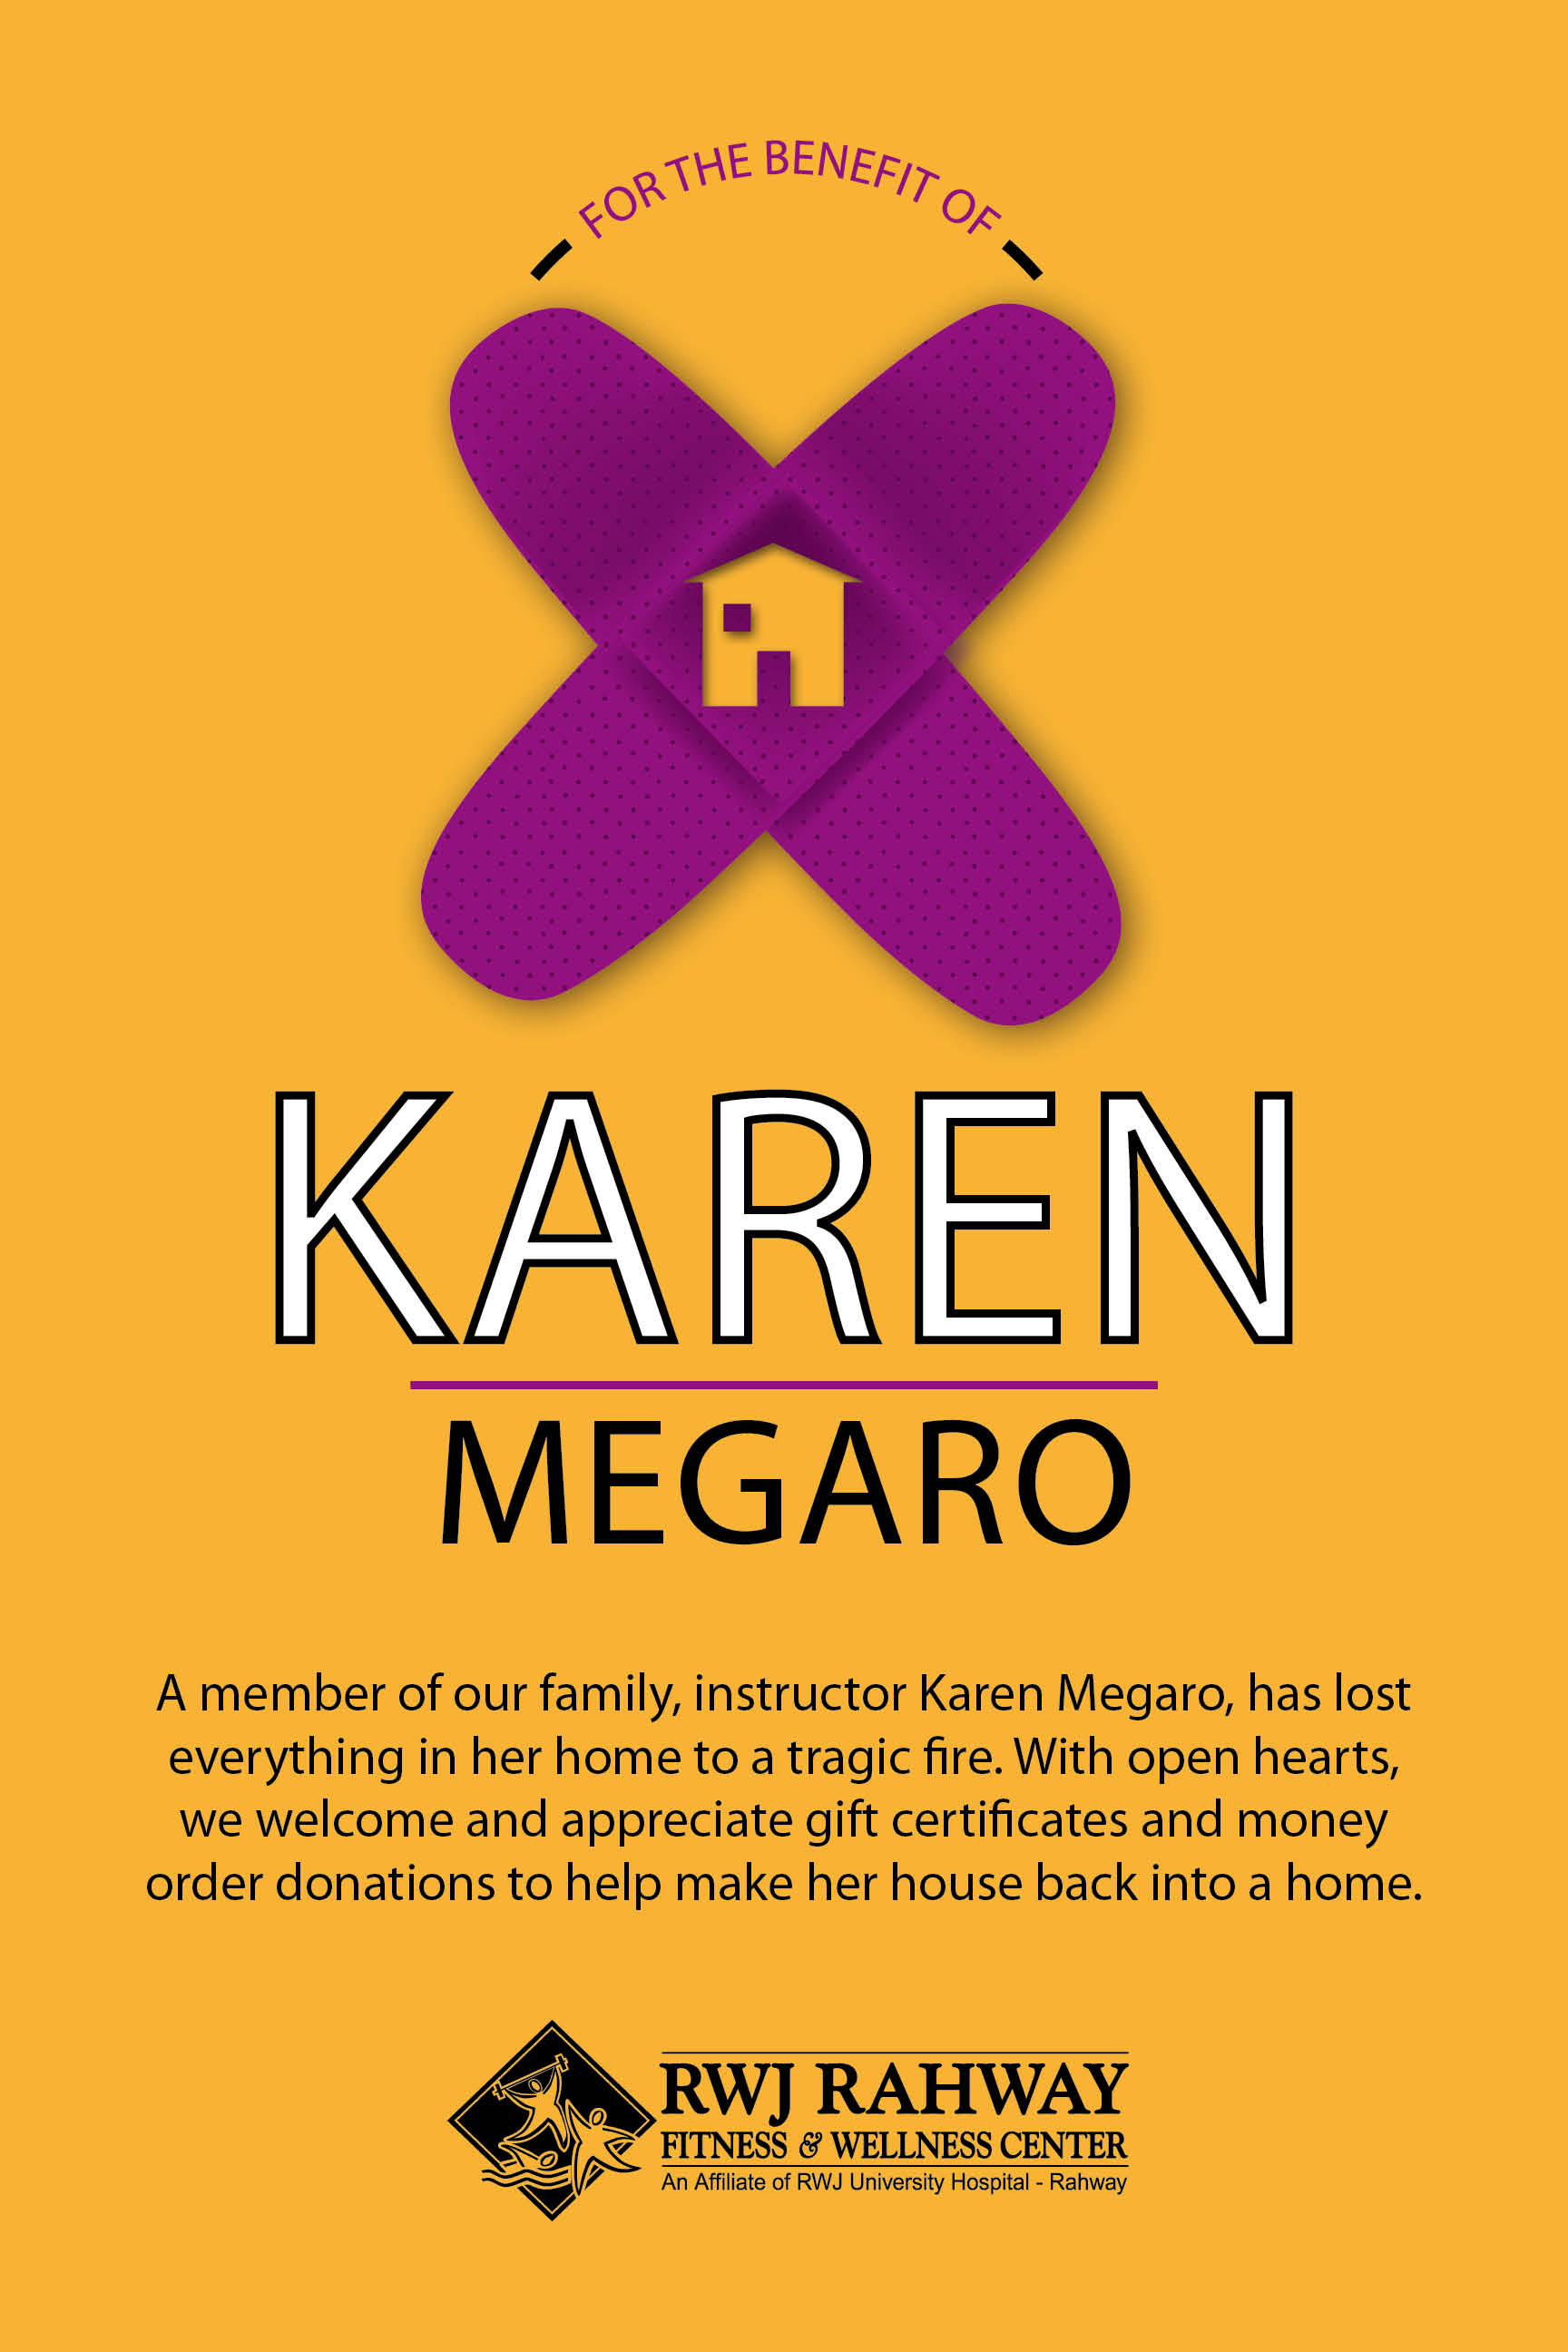 FOR THE BENEFIT OF
KAREN
MEGARO
A member of our family, instructor Karen Megaro, has lost
everything in her home to a tragic fire. With open hearts,
we welcome and appreciate gift certificates and money
order donations to help make her house back into a home.
RWJ RAHWAY
FITNESS & WELLNESS CENTER
An Affiliate of RWJ University Hospital - Rahway